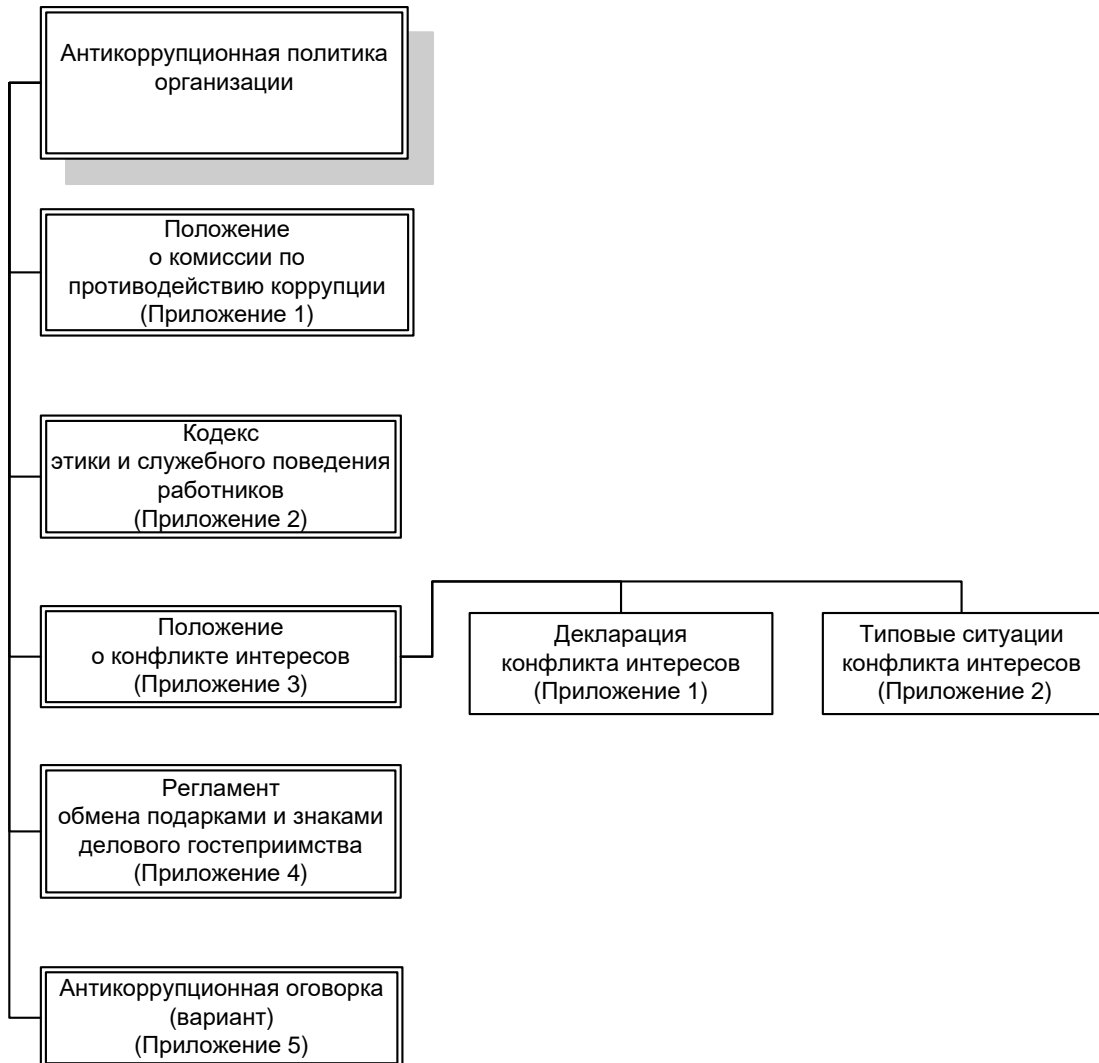 Антикоррупционная политика
организации
Положение
о комиссии по
противодействию коррупции
(Приложение 1)
Кодекс
этики и служебного поведения
работников
(Приложение 2)
Положение
о конфликте интересов
(Приложение 3)
Декларация
конфликта интересов
(Приложение 1)
Типовые ситуации
конфликта интересов
(Приложение 2)
Регламент
обмена подарками и знаками
делового гостеприимства
(Приложение 4)
Антикоррупционная оговорка
(вариант)
(Приложение 5)